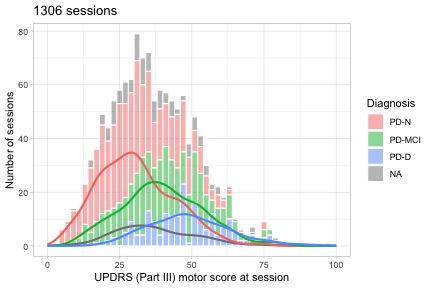 1306 sessions
80
60
40
20
0
Number of sessions
0 25 50 75 100
UPDRS (Part III) motor score at session
Diagnosis
PD-N
PD-MCI
PD-D
NA